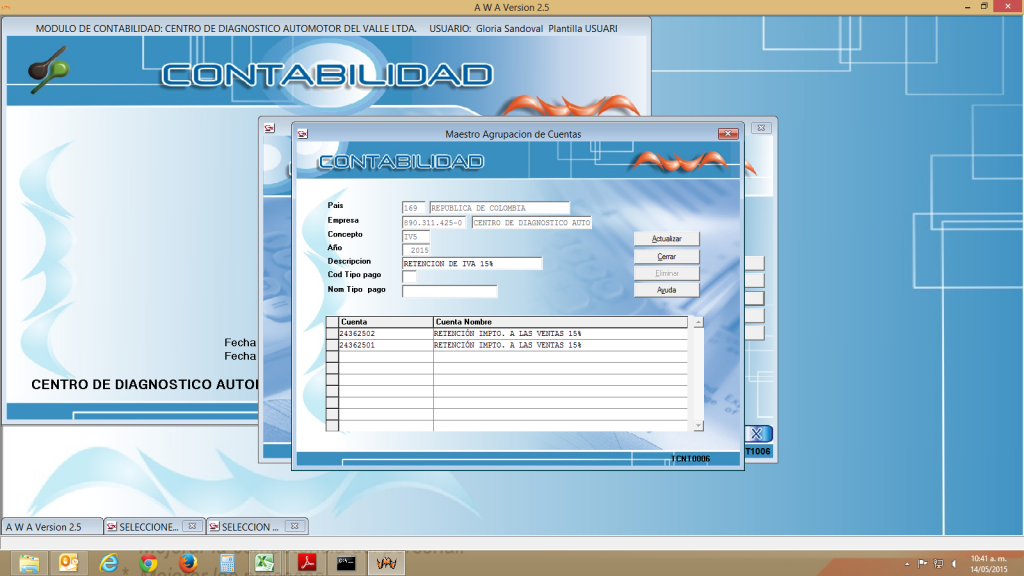 A W A Version 2.5
MODULO DE CONTABILIDAD: CENTRO DE DIAGNOSTICO AUTOMOTOR DEL VALLE LTDA. USUARIO: Gloria Sandoval Plantilla USUARI
CONTABILIDAD
Maestro Agrupacion de Cuentas
CONTABILIDAD
Pais 169 REPUBLICA DE COLOMBIA
Empresa 890.311.425-0 CENTRO DE DIAGNOSTICO AUTO
Concepto IV5
Año 2015
Descripcion RETENCION DE IVA 15%
Cod Tipo pago
Nom Tipo pago
Actualizar
Cerrar
Eliminar
Ayuda
Cuenta Cuenta Nombre
24362502 RETENCIÓN IMPTO. A LAS VENTAS 15%
24362501 RETENCIÓN IMPTO. A LAS VENTAS 15%
TCNT0006
T1006
Fecha
Fecha
CENTRO DE DIAGNOSTICO AUTO
A W A Version 2.5
SELECCIONE...
SELECCION ...
10:41 a. m.
14/05/2015